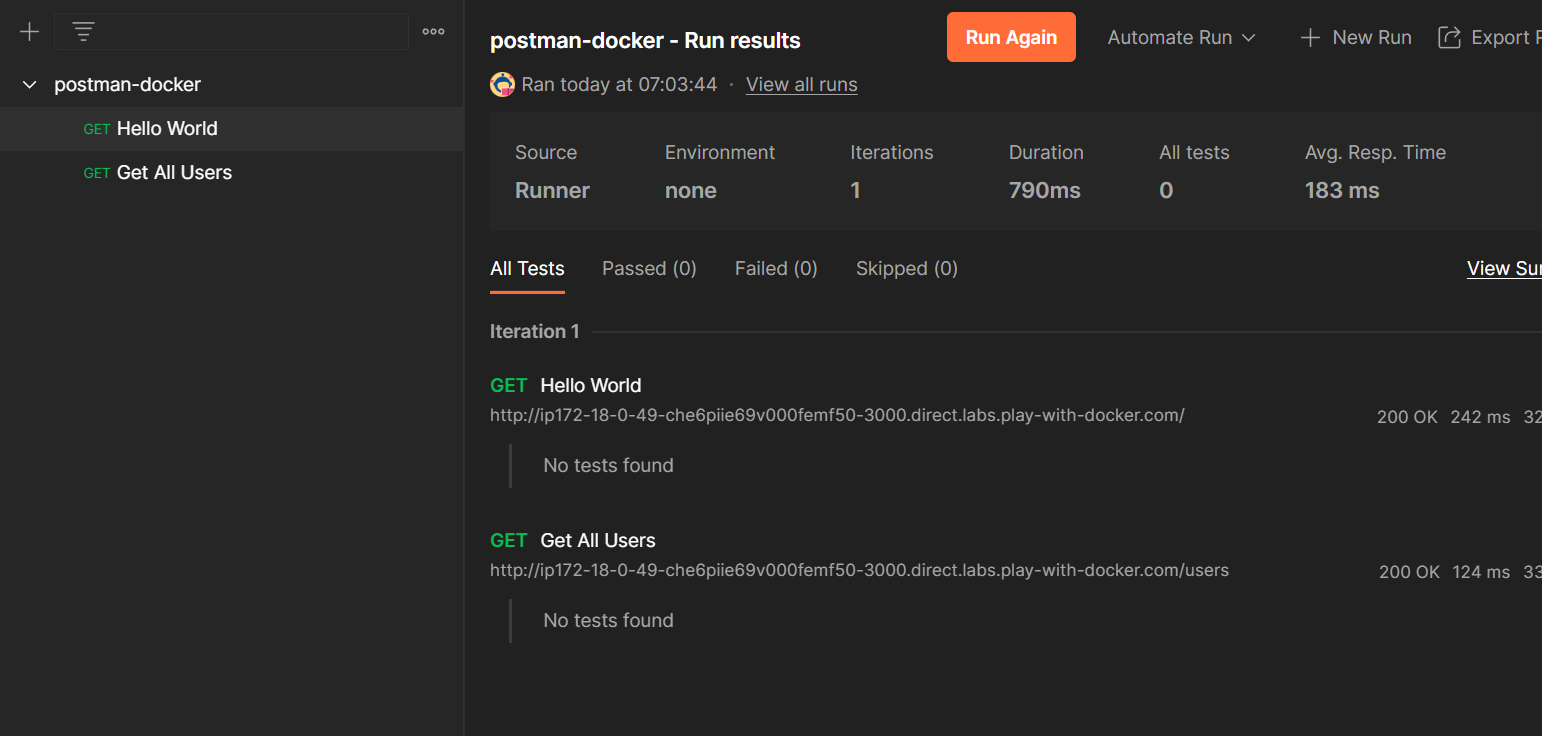 postman-docker
GET Hello World
GET Get All Users
postman-docker - Run results
Run Again
Automate Run
New Run
Export
Ran today at 07:03:44 · View all runs
Source Environment Iterations Duration All tests Avg. Resp. Time
Runner none 1 790ms 0 183 ms
All Tests Passed (0) Failed (0) Skipped (0) View
Iteration 1
GET Hello World
http://ip172-18-0-49-che6piie69v000femf50-3000.direct.labs.play-with-docker.com/ 200 OK 242 ms
No tests found
GET Get All Users
http://ip172-18-0-49-che6piie69v000femf50-3000.direct.labs.play-with-docker.com/users 200 OK 124 ms
No tests found